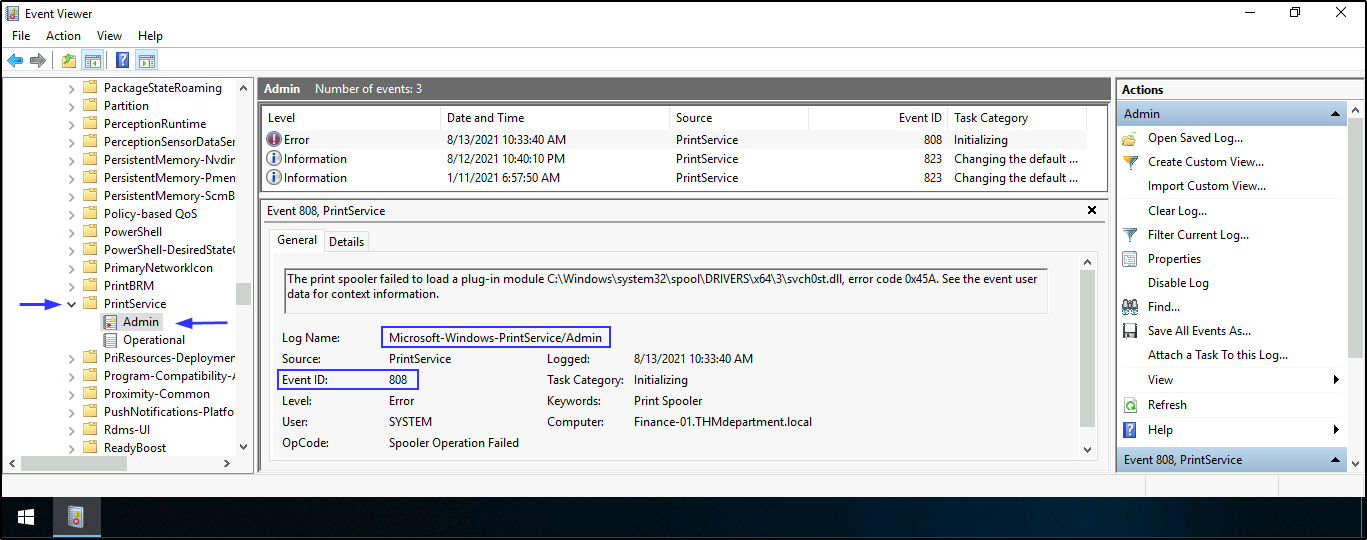 Event Viewer
File Action View Help
PackageStateRoaming
Partition
PerceptionRuntime
PerceptionSensorDataSer
PersistentMemory-Nvdin
PersistentMemory-Pmen
PersistentMemory-ScmB
Policy-based QoS
PowerShell
PowerShell-DesiredStateC
PrimaryNetworkIcon
PrintBRM
PrintService
Admin
Operational
PriResources-Deploymen
Program-Compatibility-A
Proximity-Common
PushNotifications-Platfo
Rdms-UI
ReadyBoost
Admin Number of events: 3
Level Date and Time Source Event ID Task Category
Error 8/13/2021 10:33:40 AM PrintService 808 Initializing
Information 8/12/2021 10:40:10 PM PrintService 823 Changing the default ...
Information 1/11/2021 6:57:50 AM PrintService 823 Changing the default ...
Event 808, PrintService
General Details
The print spooler failed to load a plug-in module C:\Windows\system32\spool\DRIVERS\x64\3\svch0st.dll, error code 0x45A. See the event user
data for context information.
Log Name: Microsoft-Windows-PrintService/Admin
Source: PrintService Logged: 8/13/2021 10:33:40 AM
Event ID: 808 Task Category: Initializing
Level: Error Keywords: Print Spooler
User: SYSTEM Computer: Finance-01.THMdepartment.local
OpCode: Spooler Operation Failed
Actions
Admin
Open Saved Log...
Create Custom View...
Import Custom View...
Clear Log...
Filter Current Log...
Properties
Disable Log
Find...
Save All Events As...
Attach a Task To this Log...
View
Refresh
Help
Event 808, PrintService